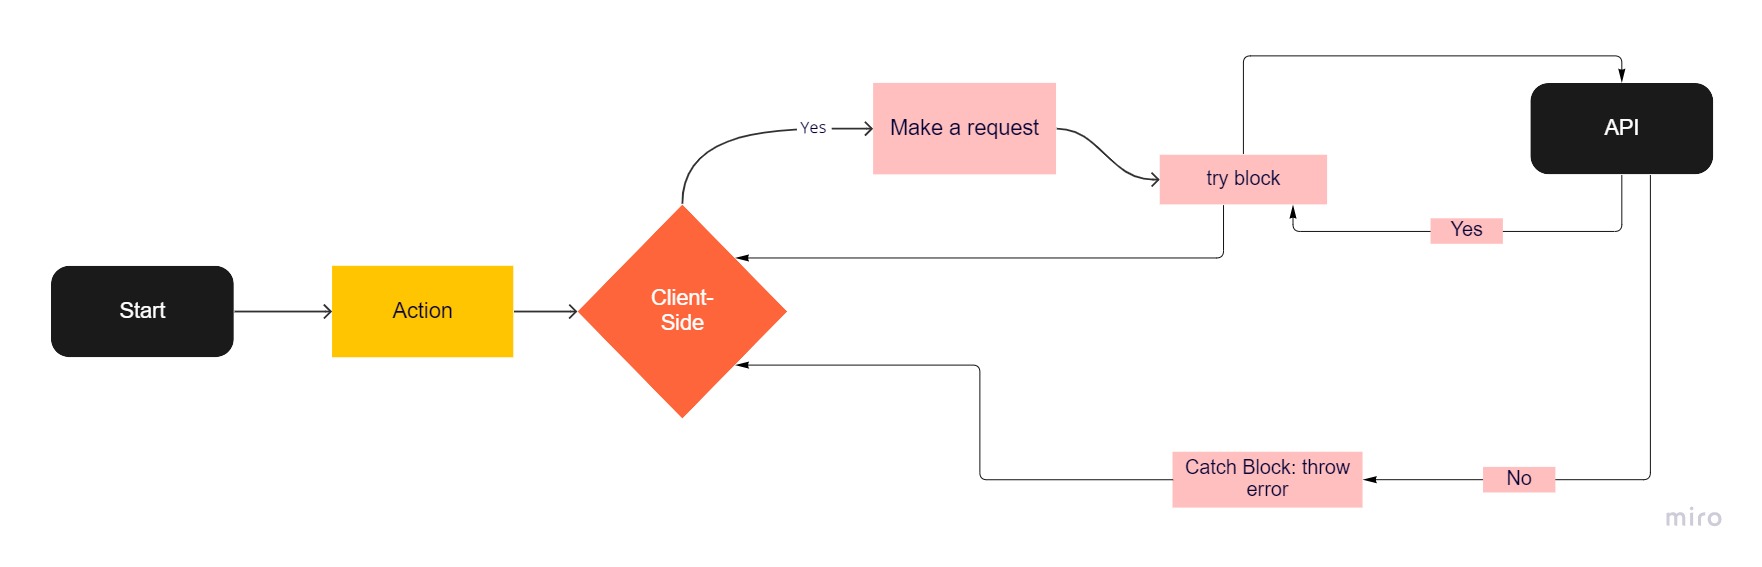 Start
Action
Client-
Side
Yes
Make a request
try block
API
Yes
Catch Block: throw
error
No
miro